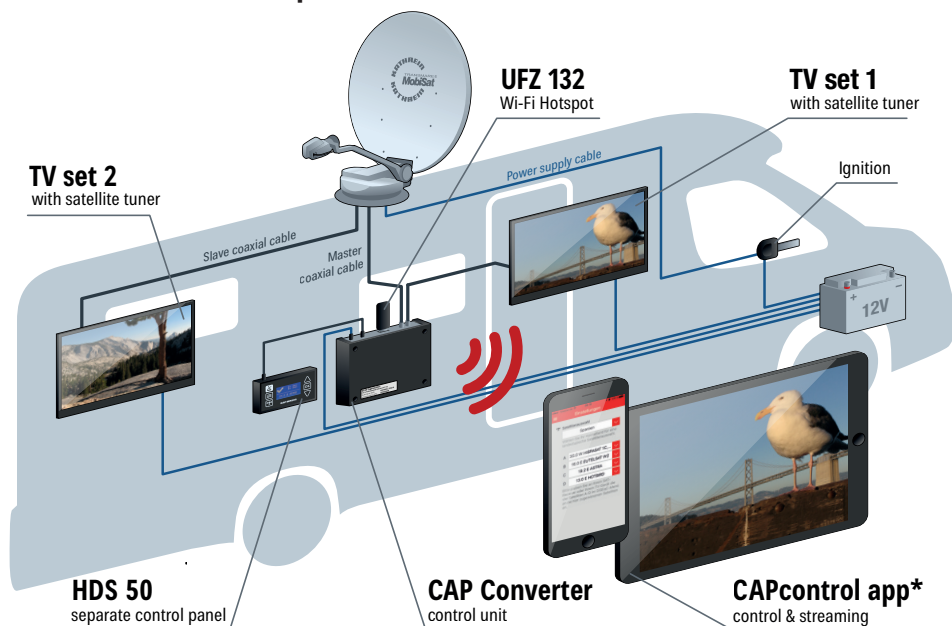 KATHREIN
MobiSat
KATHREIN
UFZ 132
Wi-Fi Hotspot
TV set 1
with satellite tuner
TV set 2
with satellite tuner
Power supply cable
Ignition
Slave coaxial cable
Master
coaxial cable
+ −
12V
HDS 50
separate control panel
CAP Converter
control unit
CAPcontrol app*
control & streaming